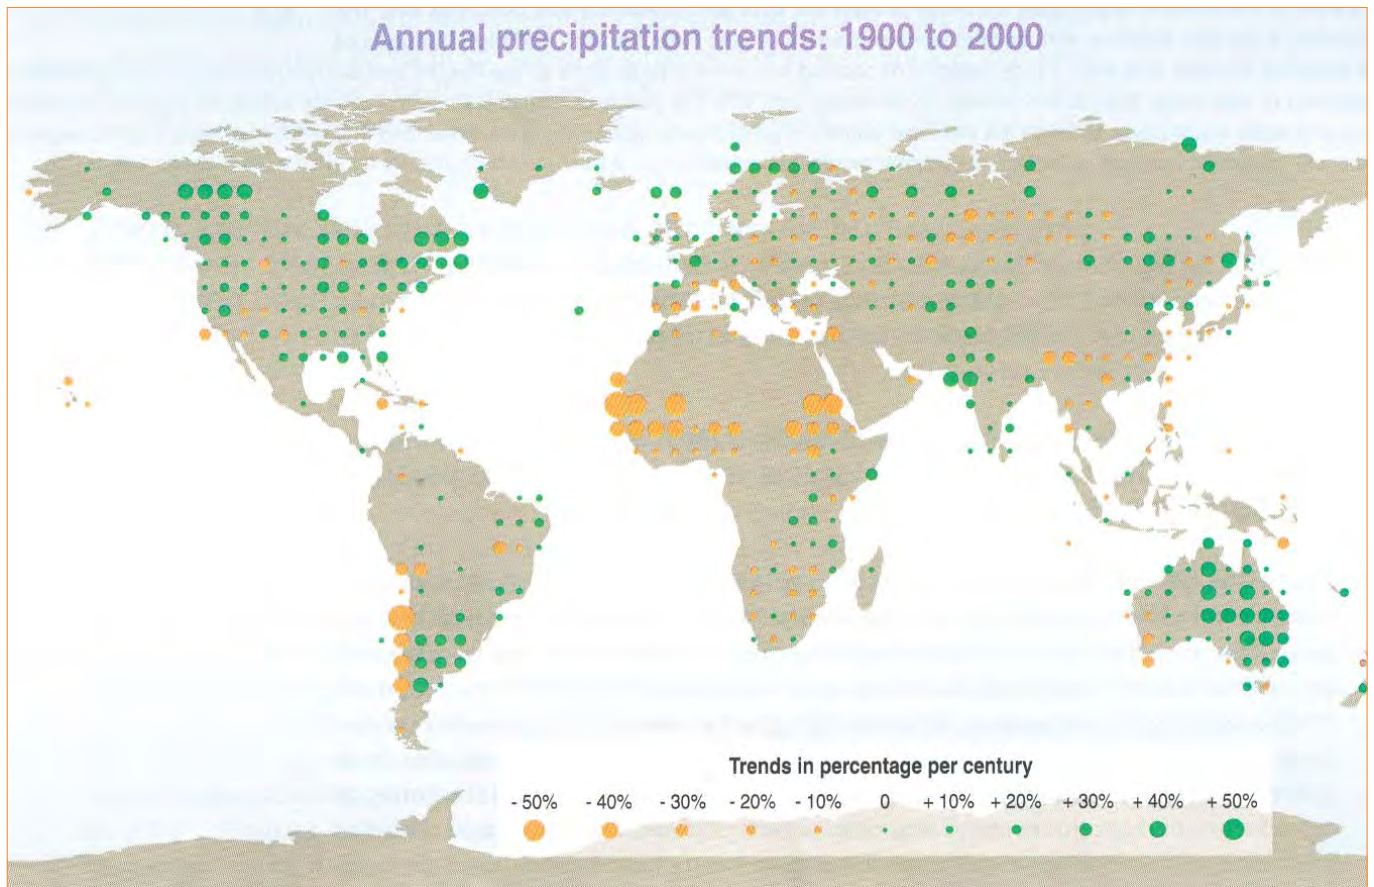 Annual precipitation trends: 1900 to 2000
Trends in percentage per century
- 50% - 40% - 30% - 20% - 10% 0 + 10% + 20% + 30% + 40% + 50%